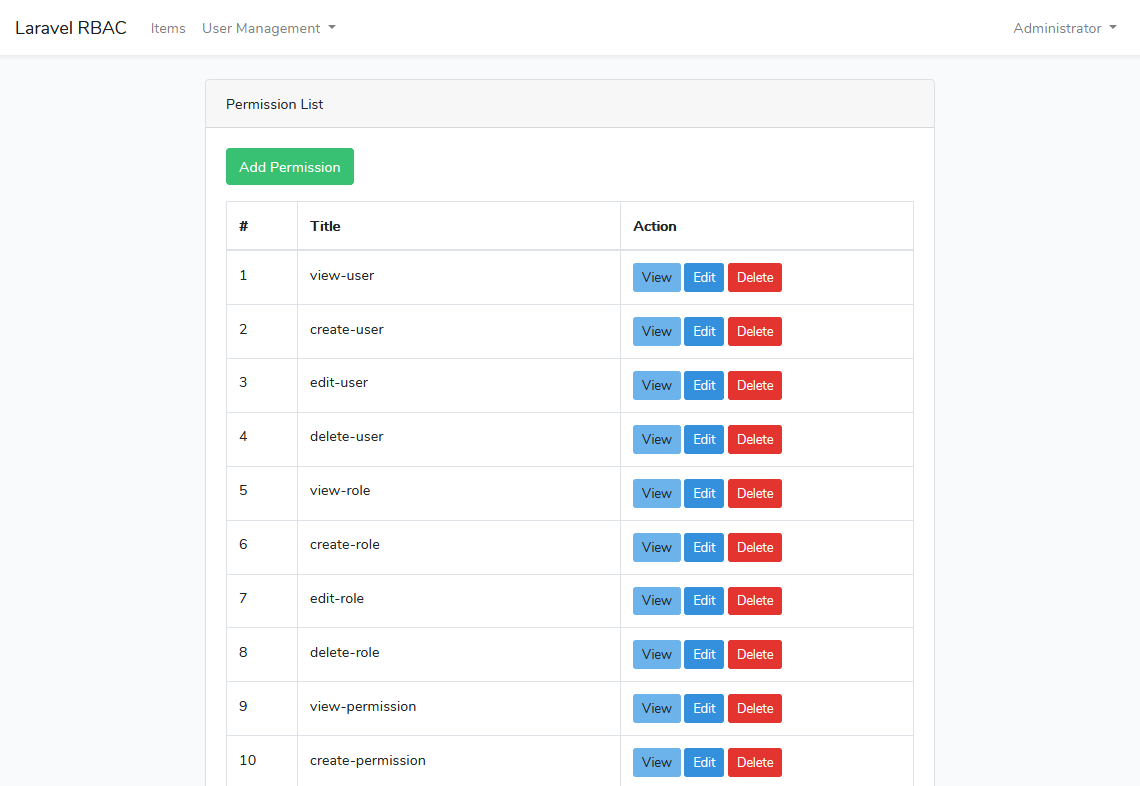 Laravel RBAC Items User Management Administrator
Permission List
Add Permission
# Title Action
1 view-user View Edit Delete
2 create-user View Edit Delete
3 edit-user View Edit Delete
4 delete-user View Edit Delete
5 view-role View Edit Delete
6 create-role View Edit Delete
7 edit-role View Edit Delete
8 delete-role View Edit Delete
9 view-permission View Edit Delete
10 create-permission View Edit Delete